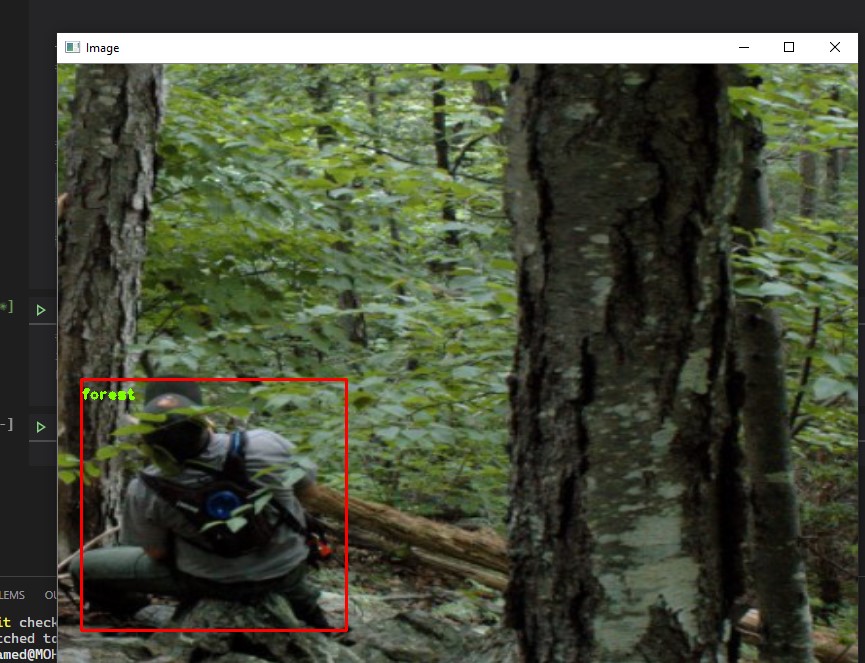 Image
*]
forest
-]
LEMS OU
it check
tched to
amed@MOH